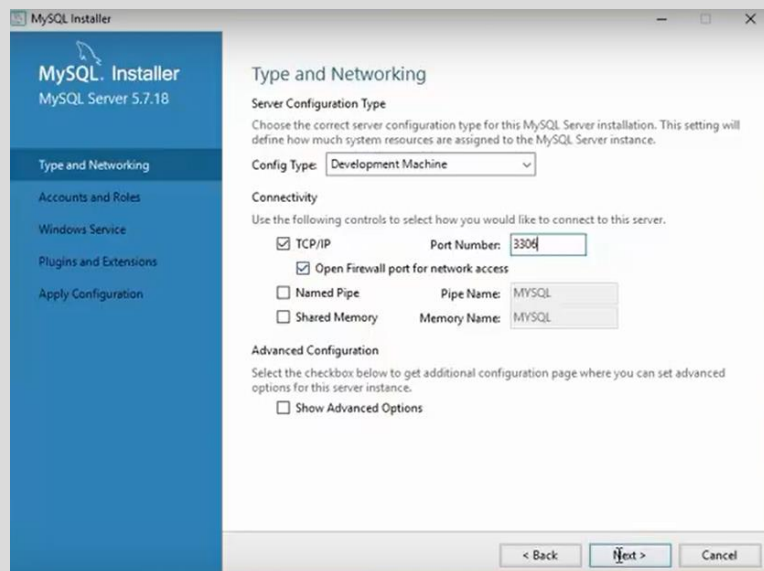 MySQL Installer
MySQL. Installer
MySQL Server 5.7.18
Type and Networking
Accounts and Roles
Windows Service
Plugins and Extensions
Apply Configuration
Type and Networking
Server Configuration Type
Choose the correct server configuration type for this MySQL Server installation. This setting will
define how much system resources are assigned to the MySQL Server instance.
Config Type: Development Machine
Connectivity
Use the following controls to select how you would like to connect to this server.
TCP/IP Port Number: 3306
Open Firewall port for network access
Named Pipe Pipe Name: MYSQL
Shared Memory Memory Name: MYSQL
Advanced Configuration
Select the checkbox below to get additional configuration page where you can set advanced
options for this server instance.
Show Advanced Options
< Back Next > Cancel